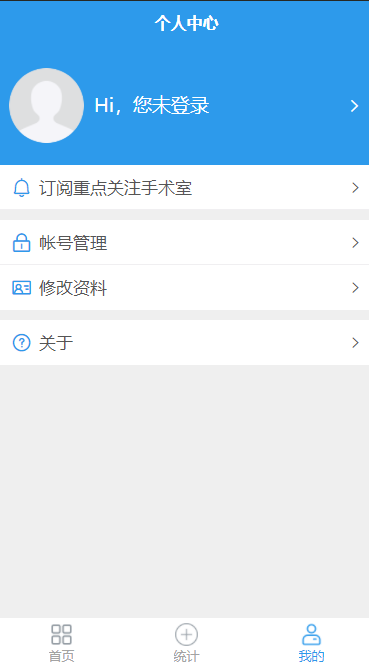 个人中心
Hi，您未登录
订阅重点关注手术室
帐号管理
修改资料
关于
首页
统计
我的